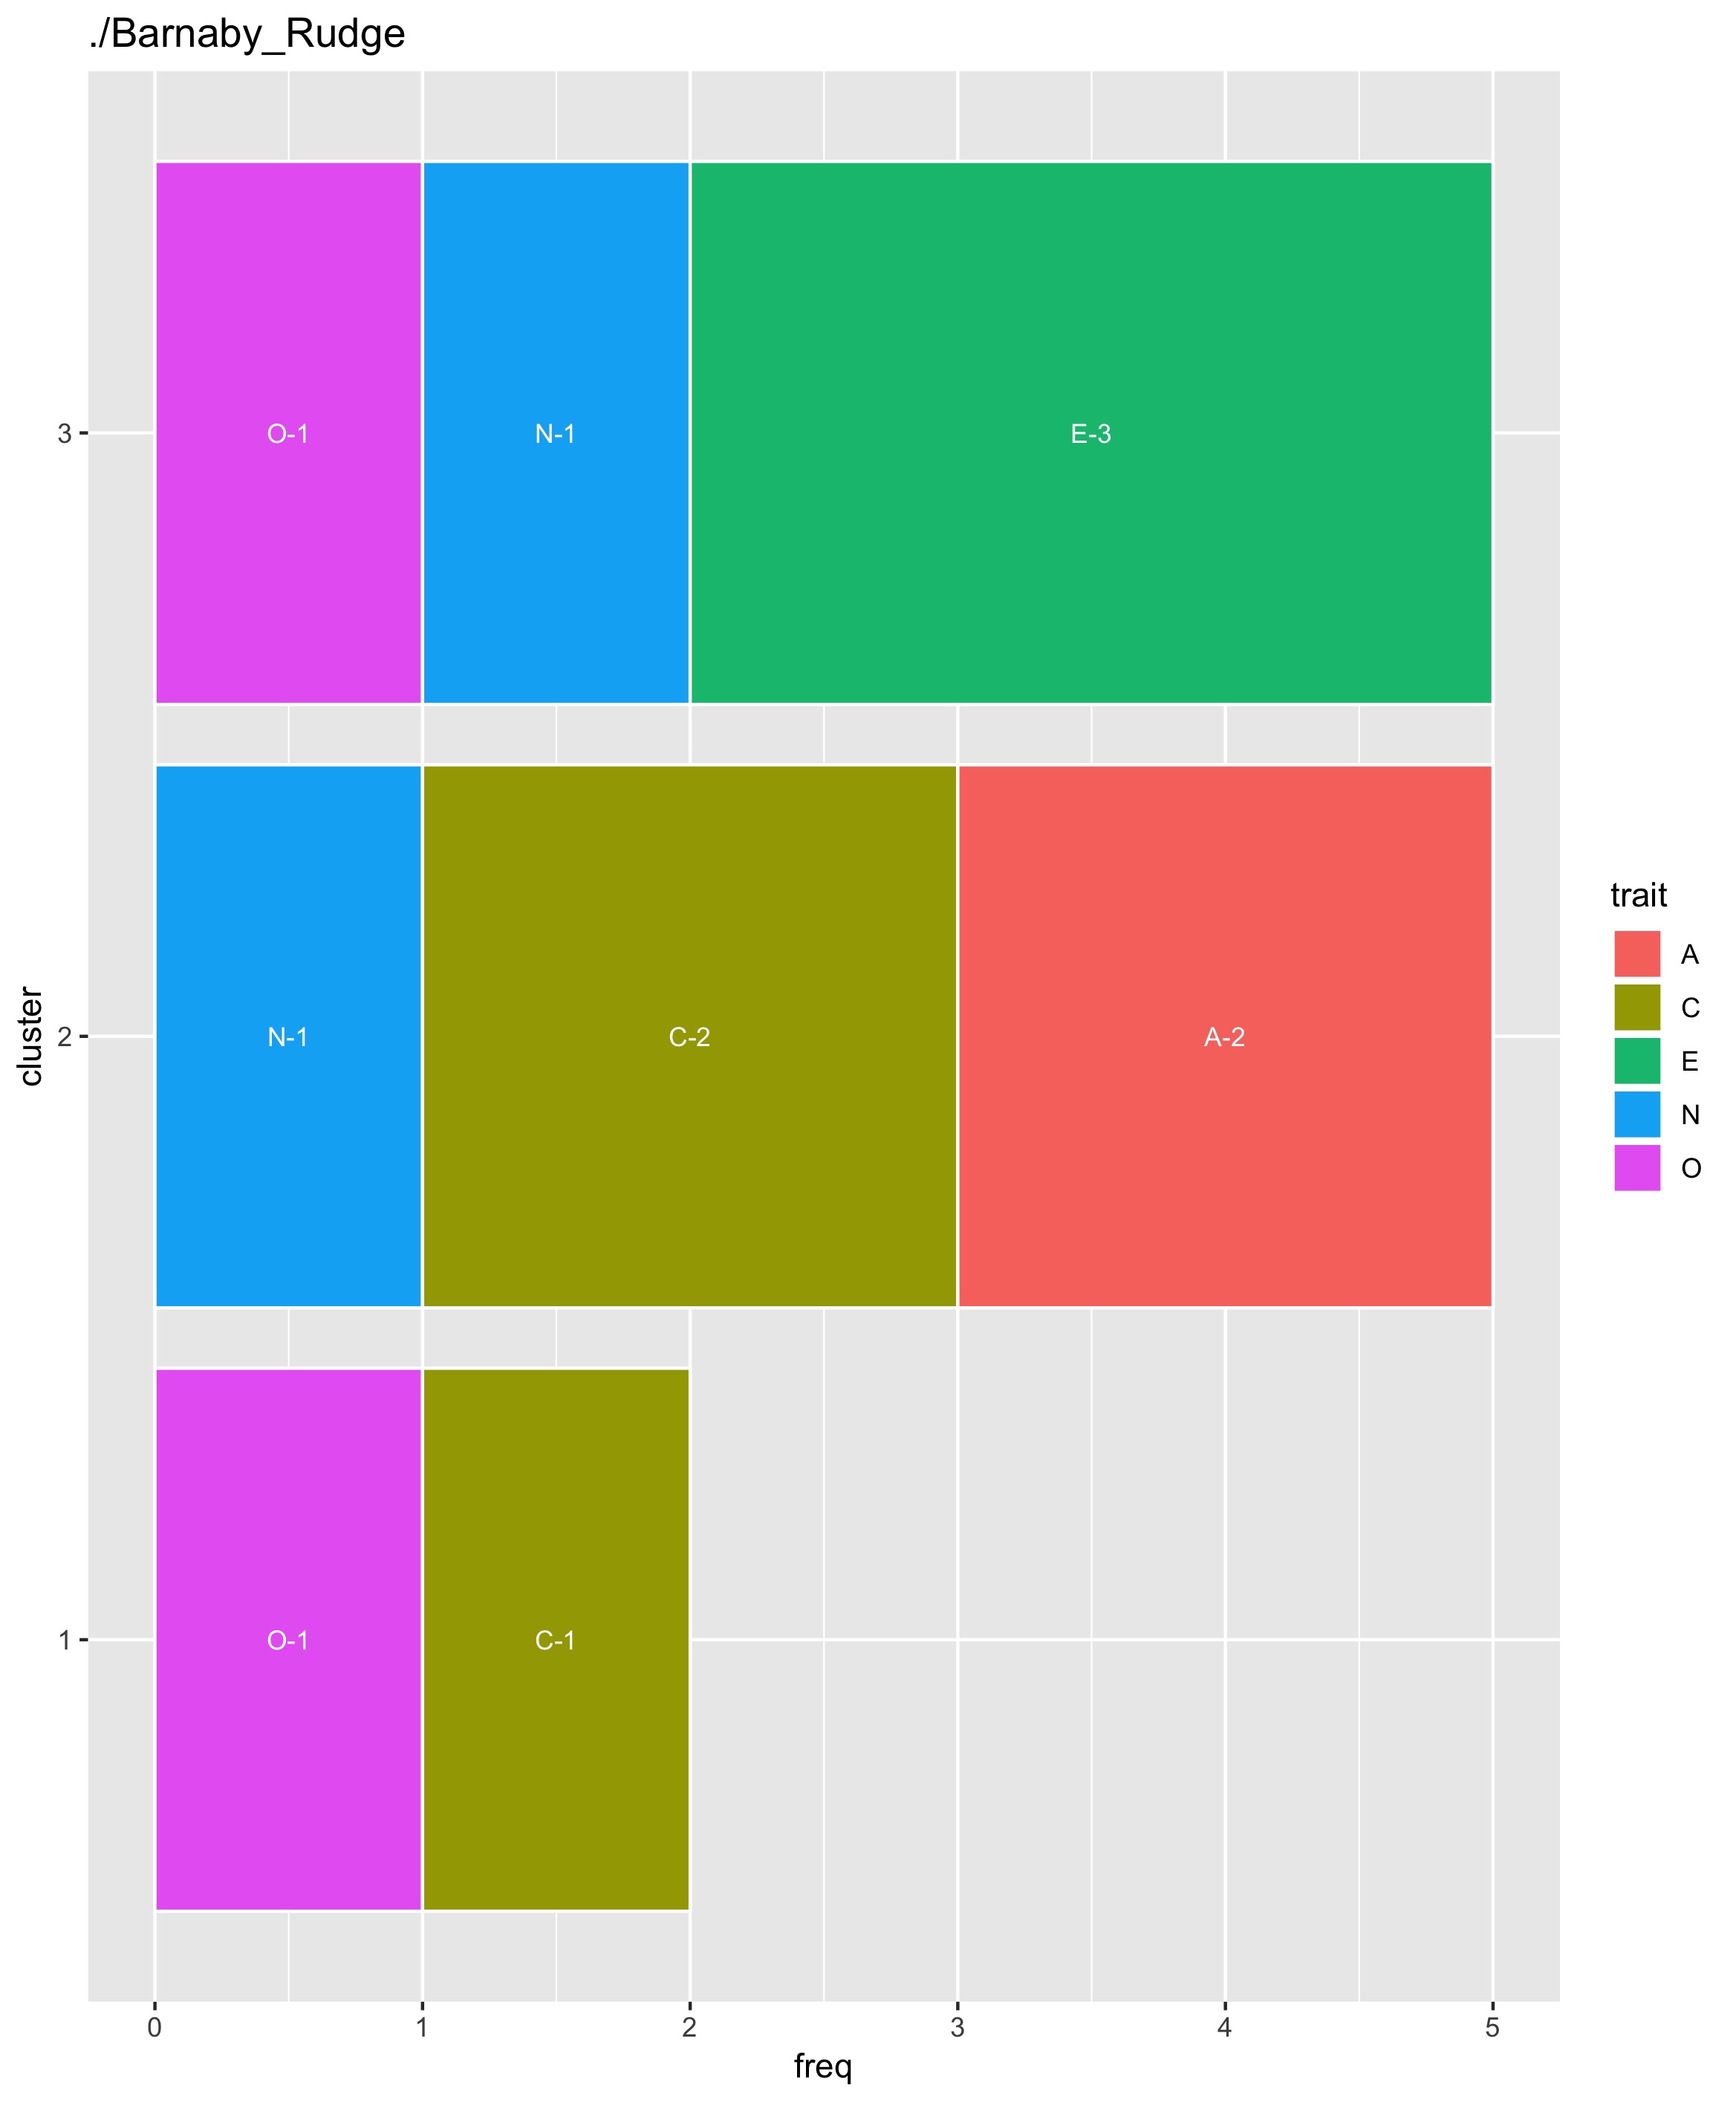 ./Barnaby_Rudge
3
O-1
N-1
E-3
cluster
2
N-1
C-2
A-2
1
O-1
C-1
0 1 2 3 4 5
freq
trait
A
C
E
N
O